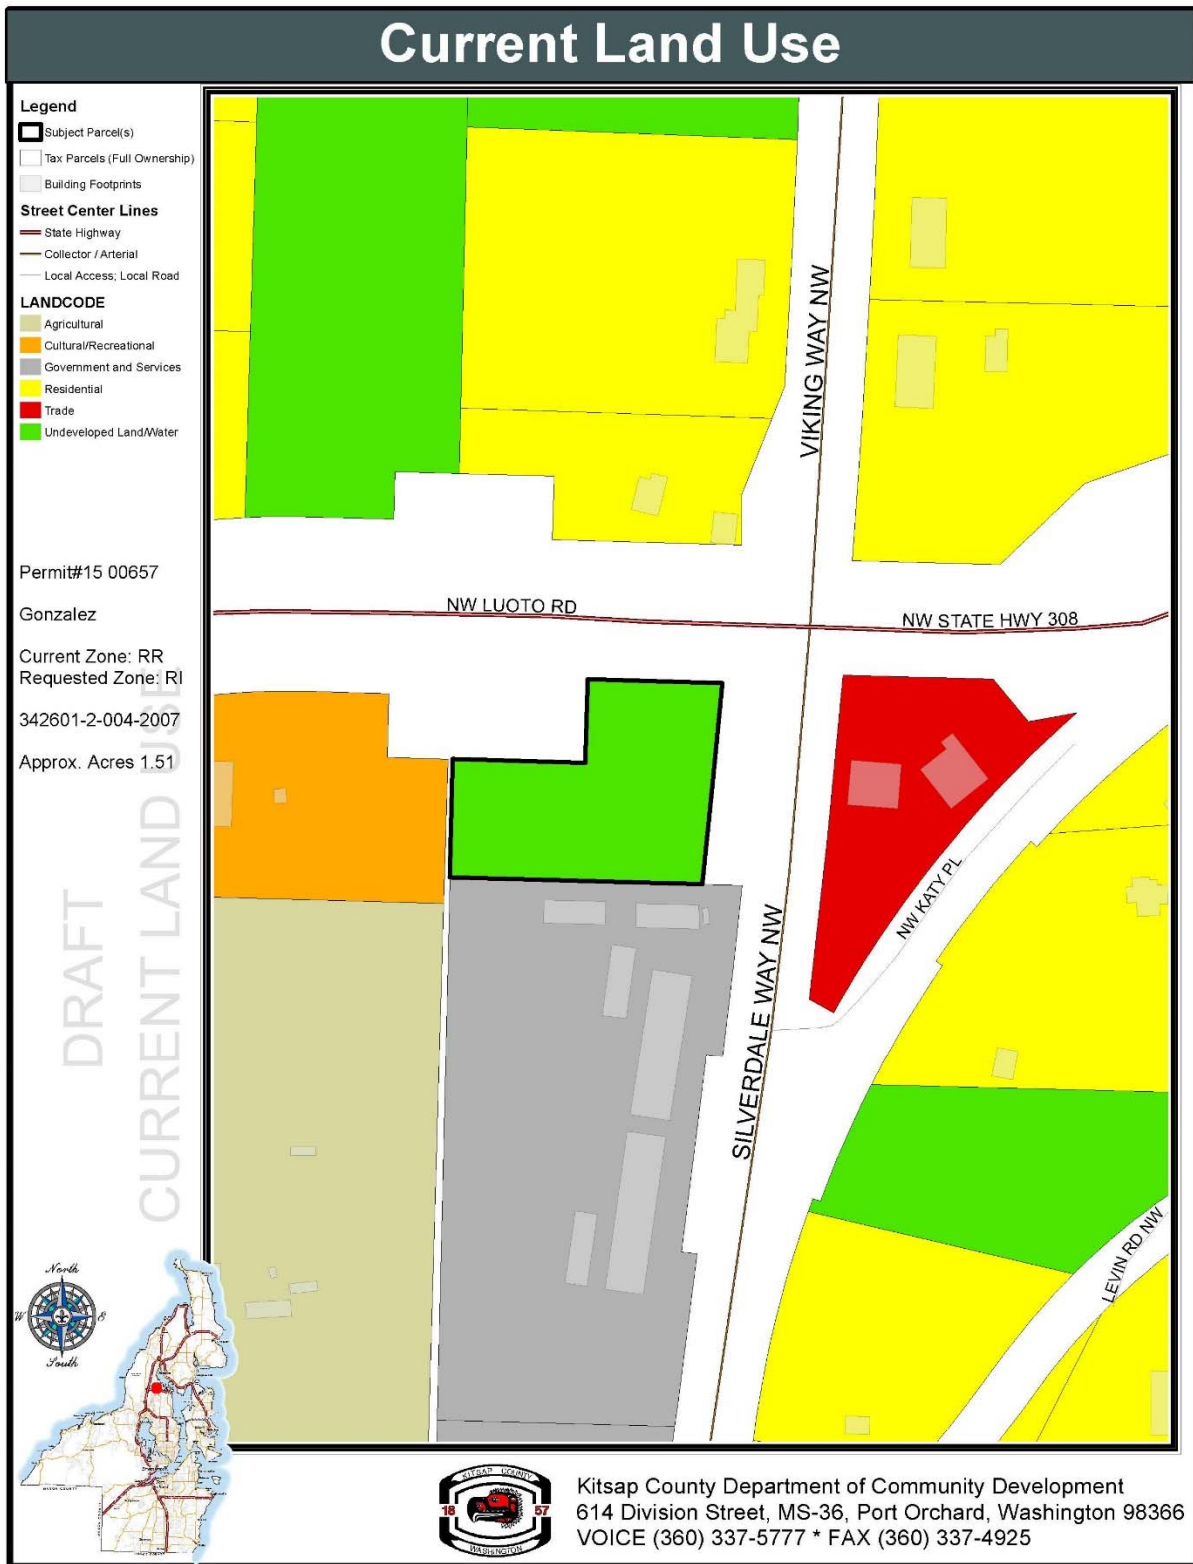 Current Land Use
Legend
Subject Parcel(s)
Tax Parcels (Full Ownership)
Building Footprints
Street Center Lines
State Highway
Collector / Arterial
Local Access; Local Road
LANDCODE
Agricultural
Cultural/Recreational
Government and Services
Residential
Trade
Undeveloped Land/Water
Permit#15 00657
Gonzalez
Current Zone: RR
Requested Zone: RI
342601-2-004-2007
Approx. Acres 1.51
DRAFT
CURRENT LAND USE
VIKING WAY NW
NW LUOTO RD
NW STATE HWY 308
NW KATY PL
SILVERDALE WAY NW
LEVIN RD NW
North
W
E
South
KITSAP COUNTY
18 57
WASHINGTON
Kitsap County Department of Community Development
614 Division Street, MS-36, Port Orchard, Washington 98366
VOICE (360) 337-5777 * FAX (360) 337-4925